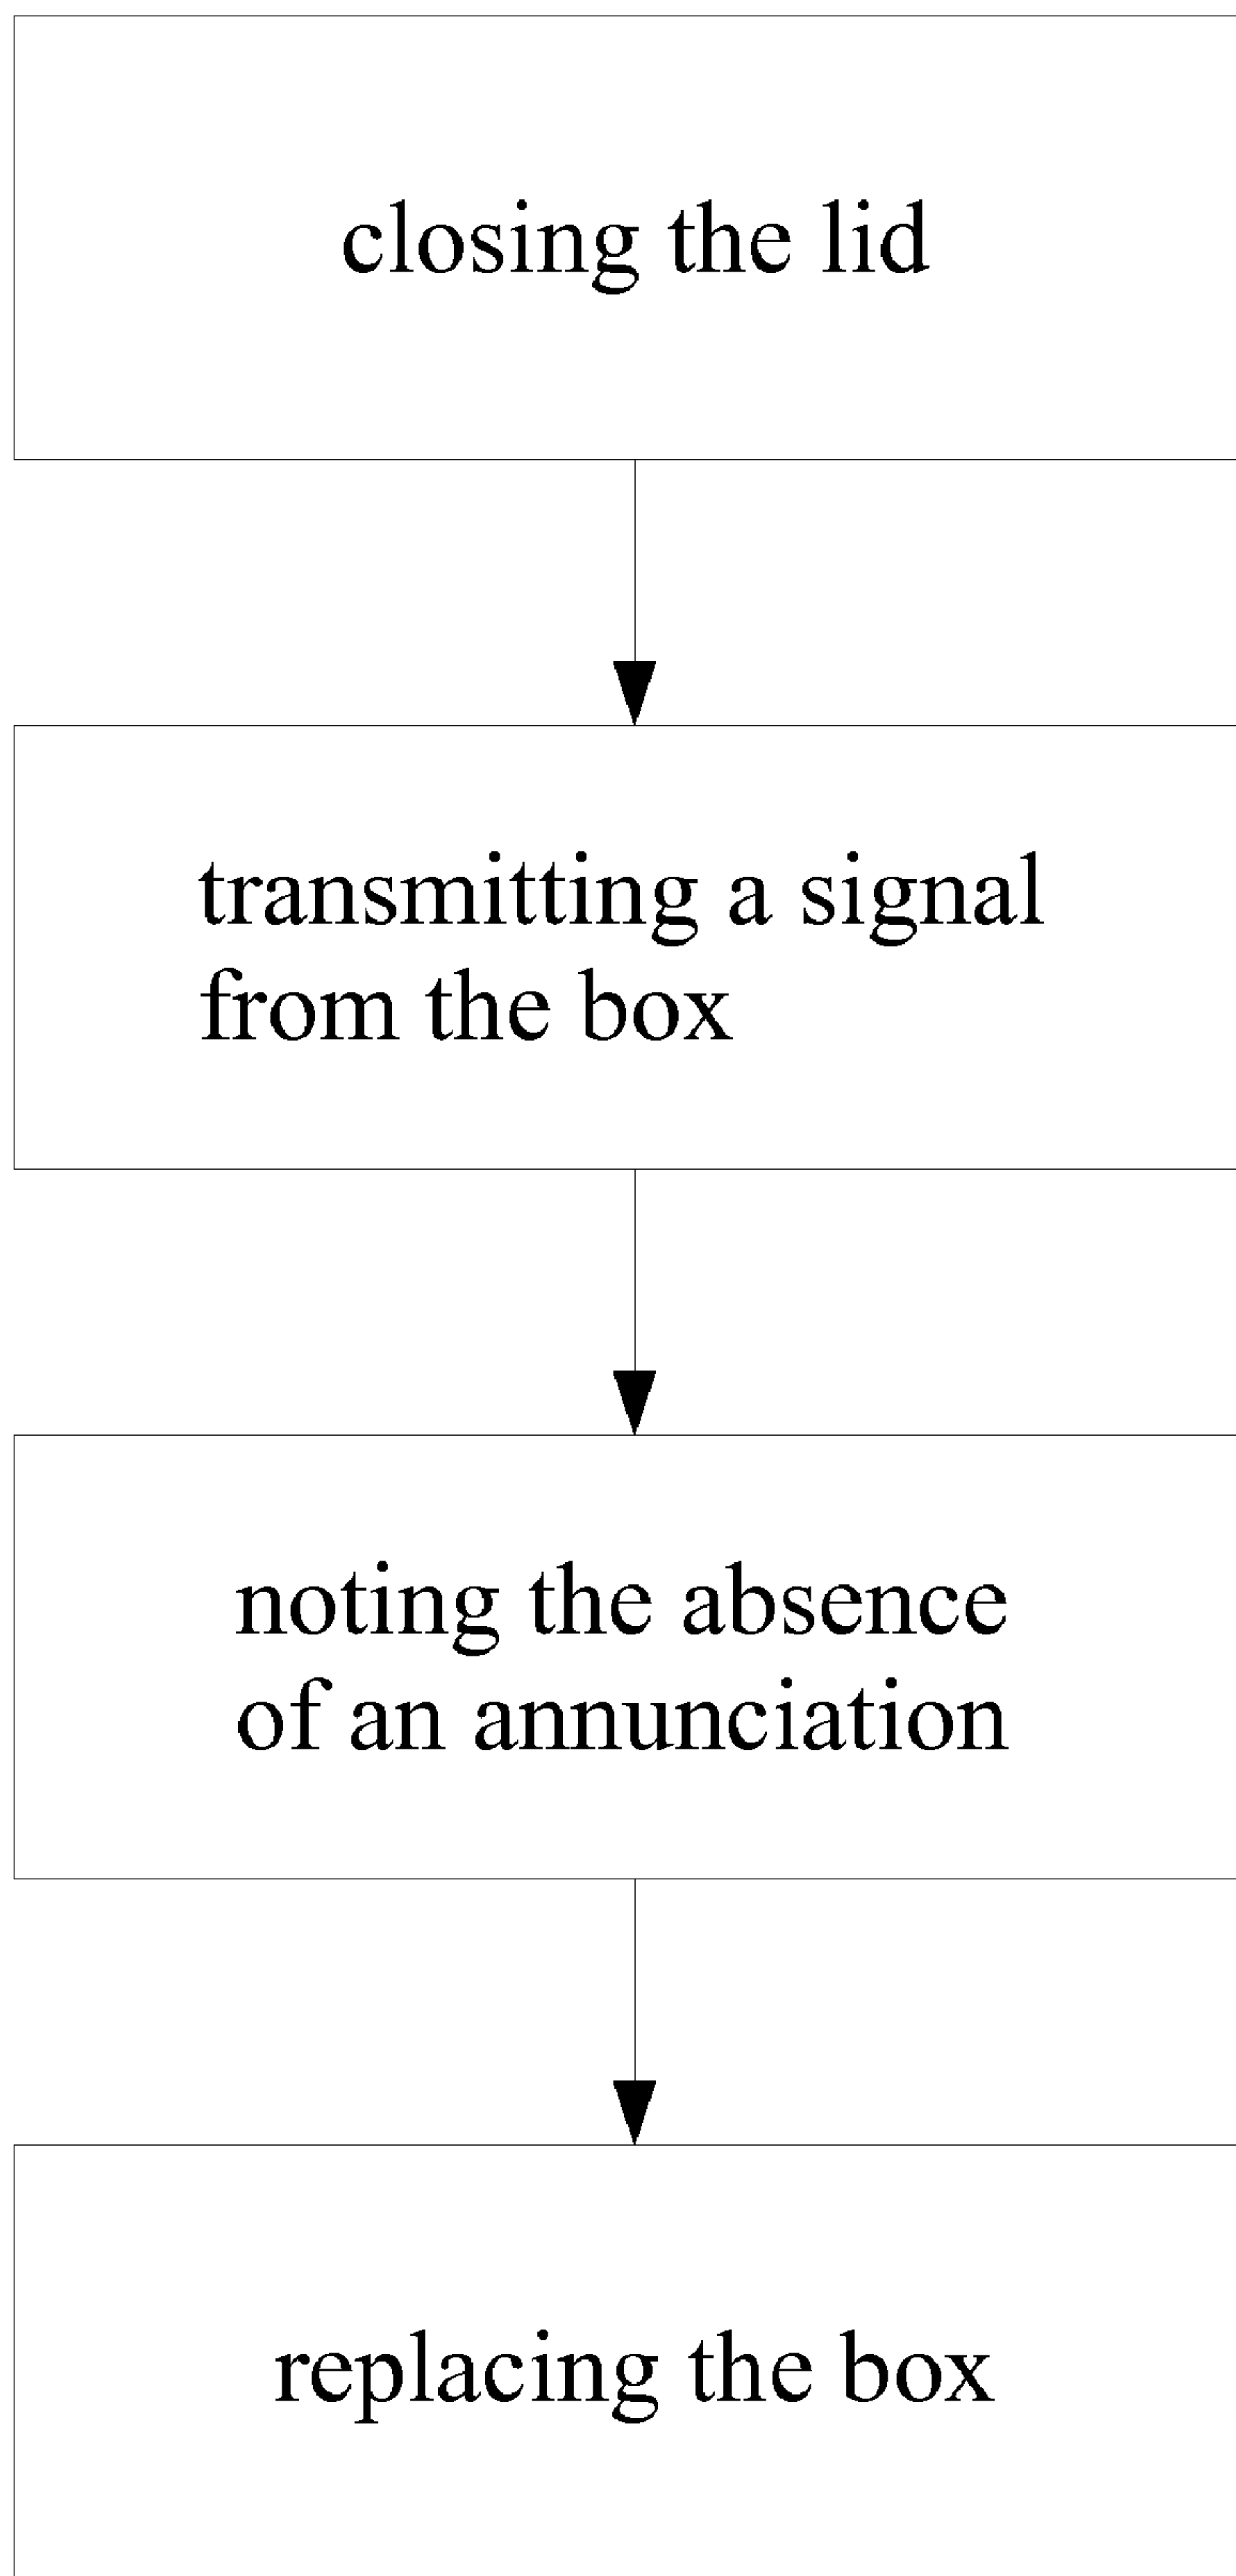 closing the lid
transmitting a signal
from the box
noting the absence
of an annunciation
replacing the box